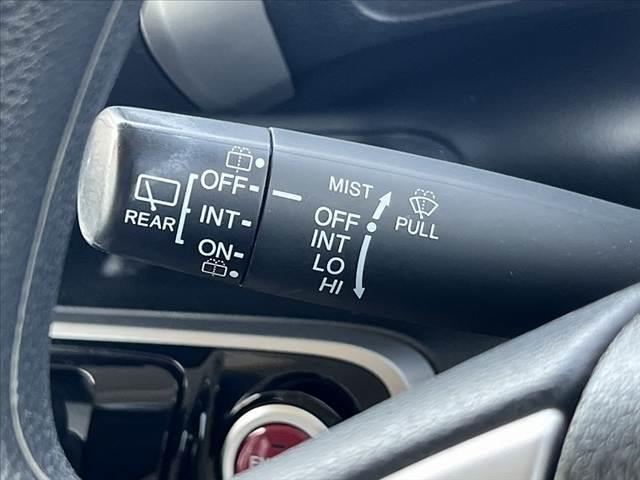 REAR
OFF
INT
ON
MIST
OFF
INT
LO
HI
PULL